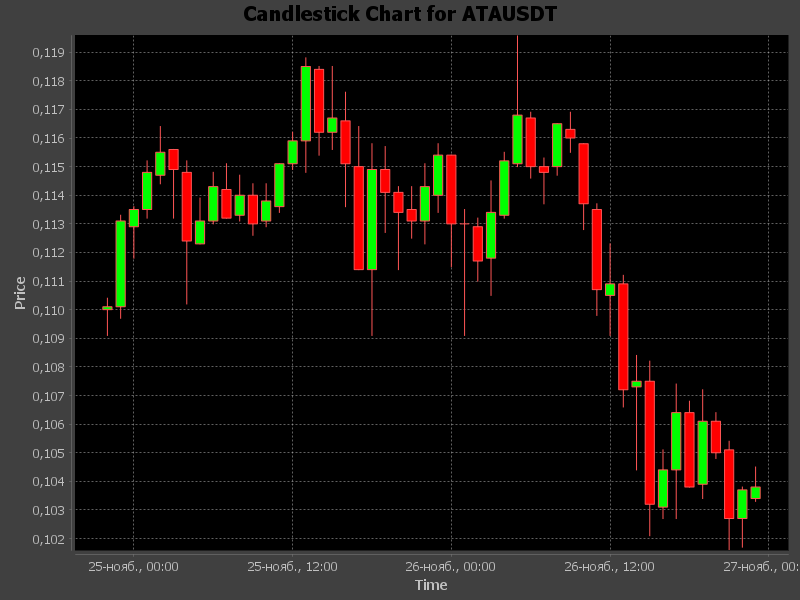 Candlestick Chart for ATAUSDT
0,119
0,118
0,117
0,116
0,115
0,114
0,113
0,112
0,111
0,110
0,109
0,108
0,107
0,106
0,105
0,104
0,103
0,102
Price
25-нояб., 00:00
25-нояб., 12:00
26-нояб., 00:00
26-нояб., 12:00
27-нояб., 00:
Time